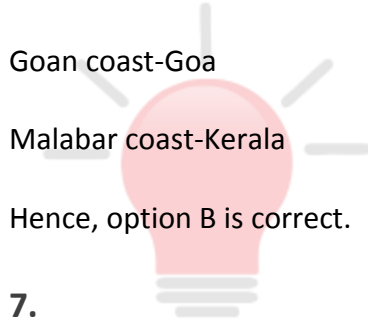 Goan coast-Goa
Malabar coast-Kerala
Hence, option B is correct.
7.